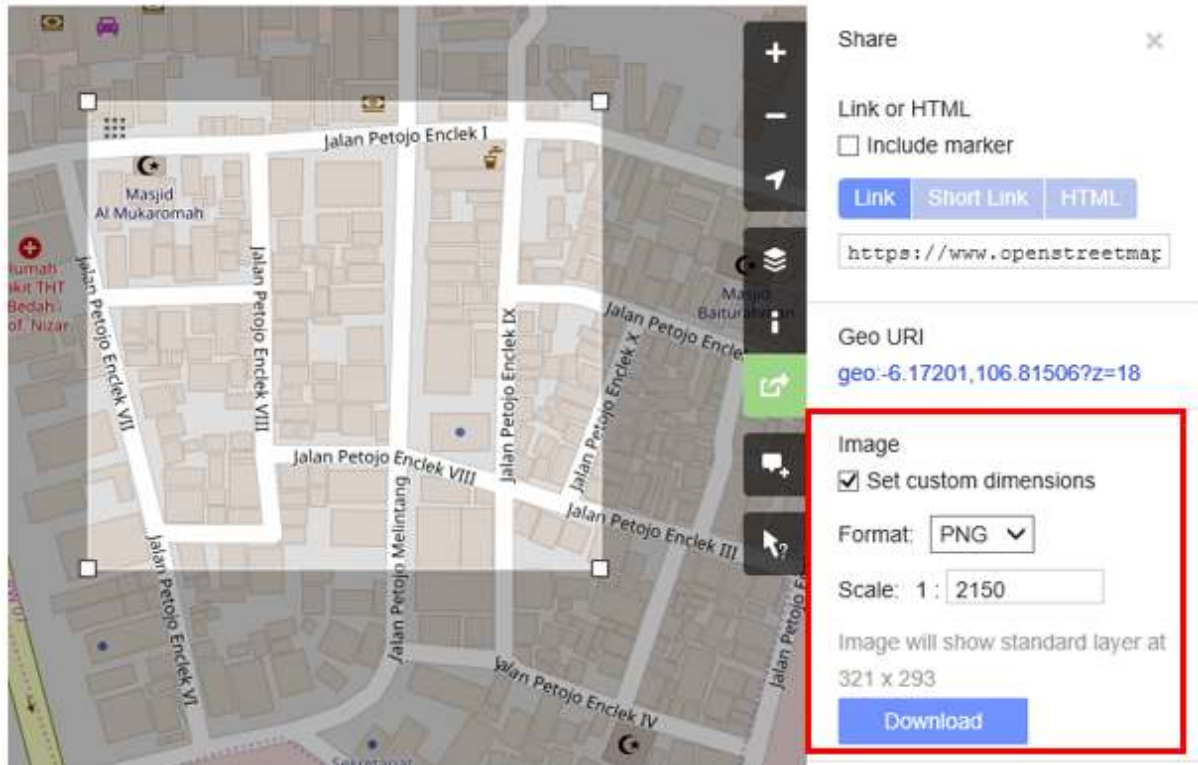 Jalan Petojo Enclek I
Masjid
Al Mukaromah
Jalan Petojo Enclek VII
Jalan Petojo Enclek VIII
Jalan Petojo Enclek IX
Jalan Petojo Enclek X
Masjid
Jalan Petojo Enclek VIII
Jalan Petojo Enclek III
Jalan Petojo Melintang
Jalan Petojo Enclek VI
Jalan Petojo Enclek IV
THT
Bedah
Nizar
Share
Link or HTML
Include marker
Link Short Link HTML
https://www.openstreetmap
Geo URI
geo:-6.17201,106.81506?z=18
Image
Set custom dimensions
Format: PNG
Scale: 1 : 2150
Image will show standard layer at
321 x 293
Download